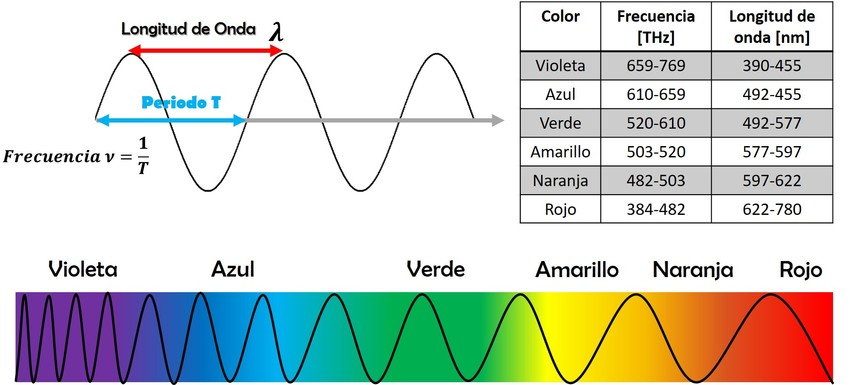 Longitud de Onda λ
Periodo T
Frecuencia ν = 1/T
Color Frecuencia [THz] Longitud de onda [nm]
Violeta 659-769 390-455
Azul 610-659 492-455
Verde 520-610 492-577
Amarillo 503-520 577-597
Naranja 482-503 597-622
Rojo 384-482 622-780
Violeta Azul Verde Amarillo Naranja Rojo